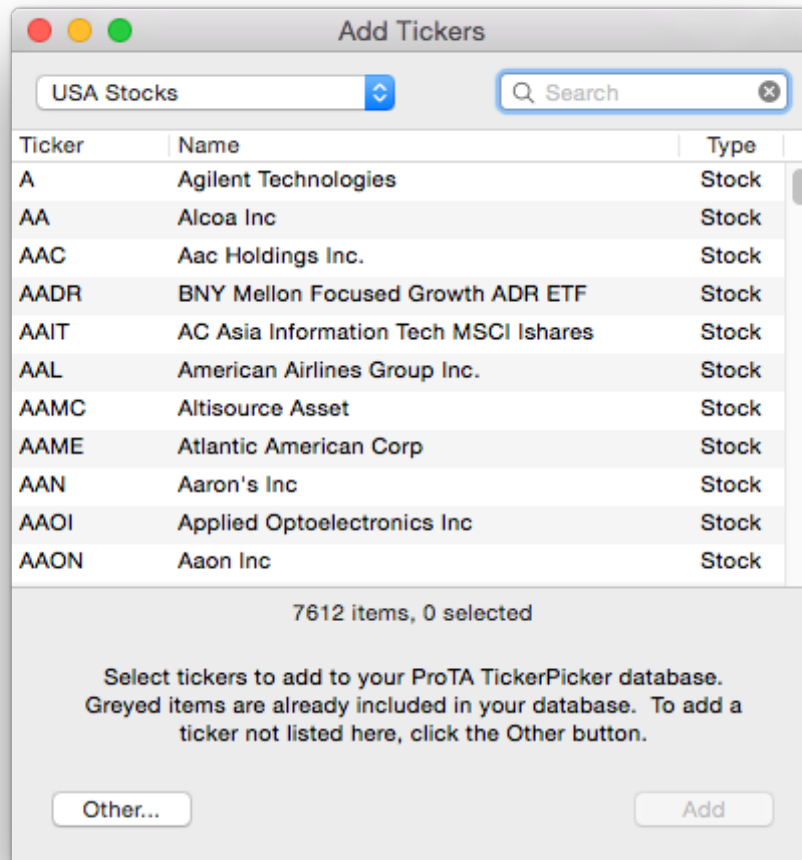 Add Tickers
USA Stocks Search
Ticker Name Type
A Agilent Technologies Stock
AA Alcoa Inc Stock
AAC Aac Holdings Inc. Stock
AADR BNY Mellon Focused Growth ADR ETF Stock
AAIT AC Asia Information Tech MSCI Ishares Stock
AAL American Airlines Group Inc. Stock
AAMC Altisource Asset Stock
AAME Atlantic American Corp Stock
AAN Aaron's Inc Stock
AAOI Applied Optoelectronics Inc Stock
AAON Aaon Inc Stock
7612 items, 0 selected
Select tickers to add to your ProTA TickerPicker database.
Greyed items are already included in your database. To add a
ticker not listed here, click the Other button.
Other... Add